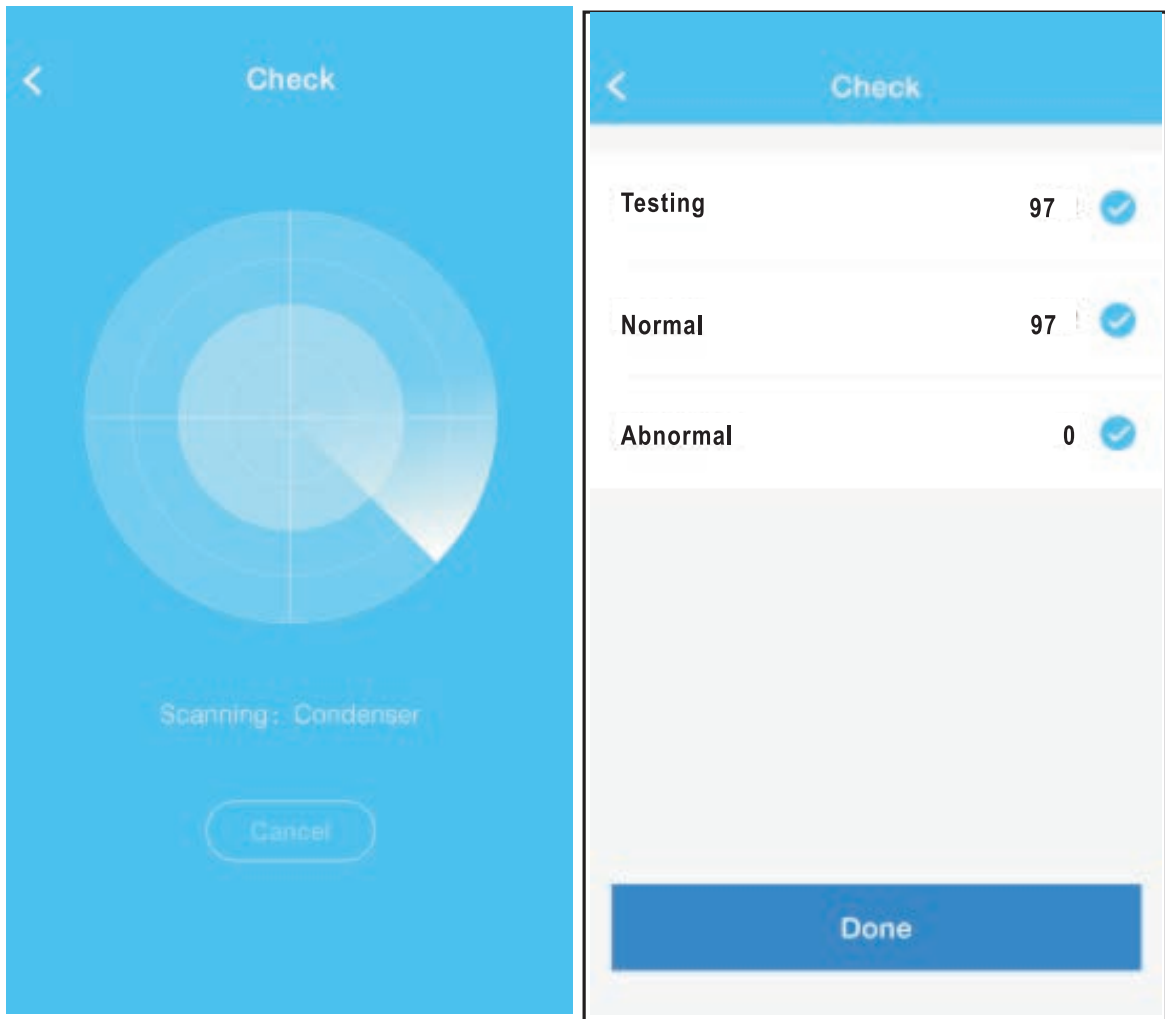 Check
Scanning: Condenser
Cancel
Check
Testing 97
Normal 97
Abnormal 0
Done